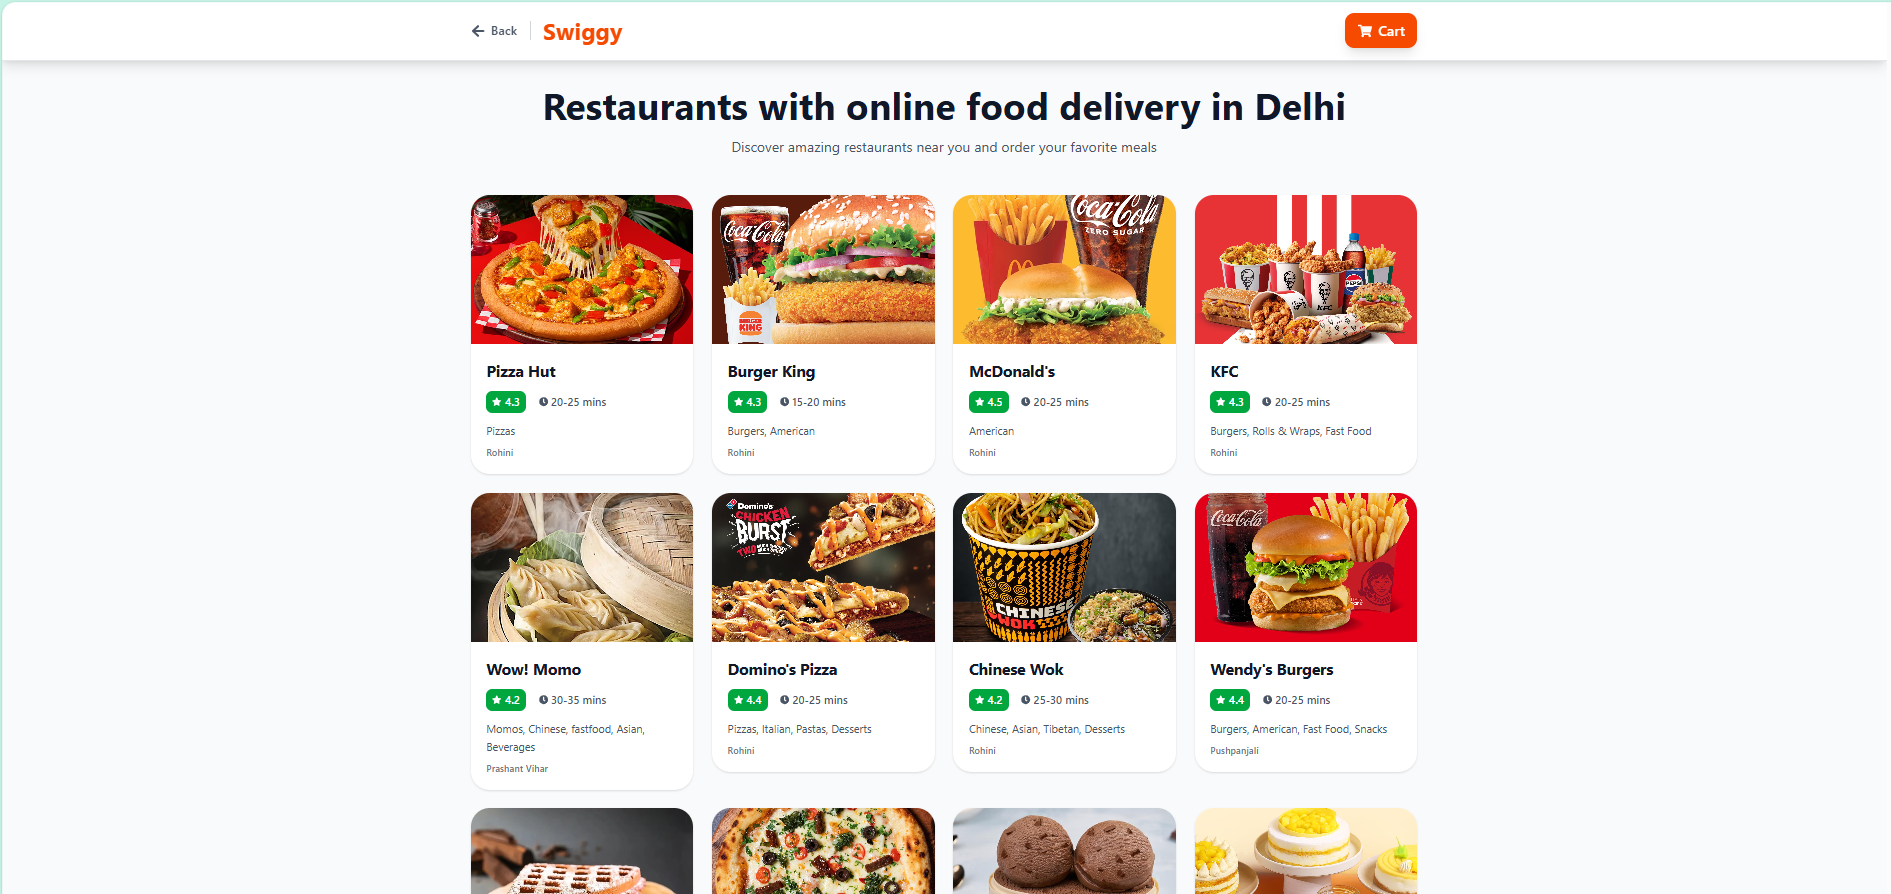 Back
Swiggy
Cart
Restaurants with online food delivery in Delhi
Discover amazing restaurants near you and order your favorite meals
Coca-Cola
BURGER
KING
Coca-Cola
ZERO SUGAR
PEPSI
KFC
Pizza Hut
4.3 20-25 mins
Pizzas
Rohini
Burger King
4.3 15-20 mins
Burgers, American
Rohini
McDonald's
4.5 20-25 mins
American
Rohini
KFC
4.3 20-25 mins
Burgers, Rolls & Wraps, Fast Food
Rohini
Domino's
CHICKEN
BURST
CHINESE
WOK
Coca-Cola
Wow! Momo
4.2 30-35 mins
Momos, Chinese, fastfood, Asian,
Beverages
Prashant Vihar
Domino's Pizza
4.4 20-25 mins
Pizzas, Italian, Pastas, Desserts
Rohini
Chinese Wok
4.2 25-30 mins
Chinese, Asian, Tibetan, Desserts
Rohini
Wendy's Burgers
4.4 20-25 mins
Burgers, American, Fast Food, Snacks
Pushpanjali